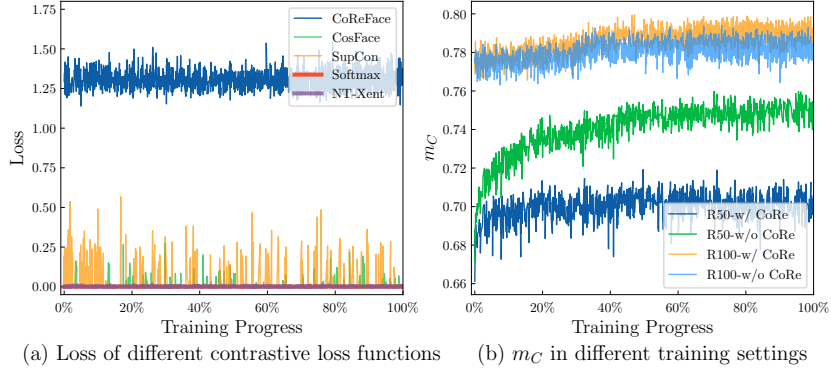 1.75
1.50
1.25
1.00
0.75
0.50
0.25
0.00
Loss
CoReFace
CosFace
SupCon
Softmax
NT-Xent
0% 20% 40% 60% 80% 100%
Training Progress
(a) Loss of different contrastive loss functions
0.80
0.78
0.76
0.74
0.72
0.70
0.68
0.66
m_C
R50-w/ CoRe
R50-w/o CoRe
R100-w/ CoRe
R100-w/o CoRe
0% 20% 40% 60% 80% 100%
Training Progress
(b) m_C in different training settings